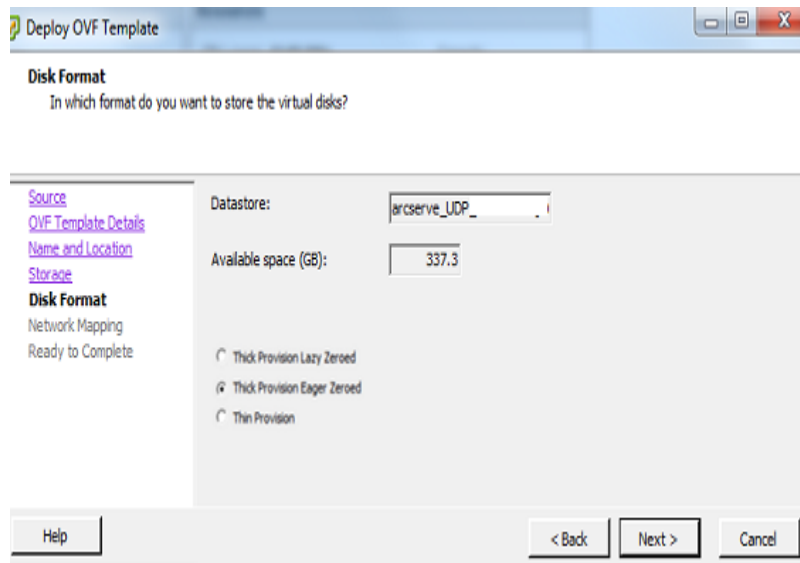 Deploy OVF Template
Disk Format
In which format do you want to store the virtual disks?
Source
OVF Template Details
Name and Location
Storage
Disk Format
Network Mapping
Ready to Complete
Datastore:
arcserve_UDP_
Available space (GB):
337.3
Thick Provision Lazy Zeroed
Thick Provision Eager Zeroed
Thin Provision
Help
< Back
Next >
Cancel